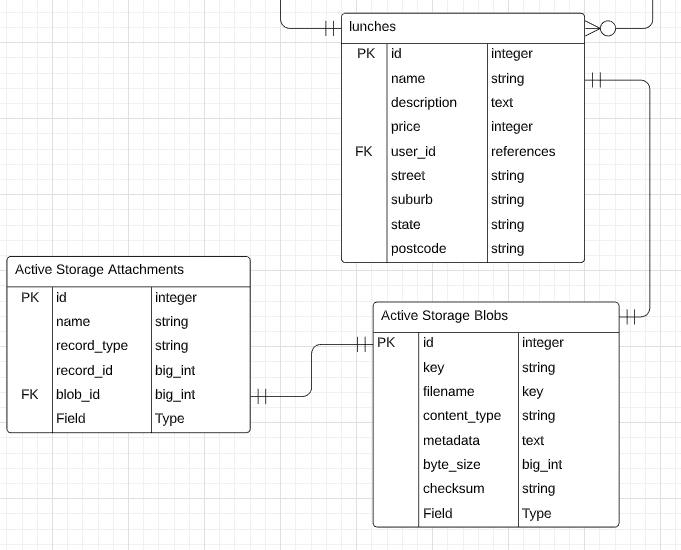 lunches
PK id integer
name string
description text
price integer
FK user_id references
street string
suburb string
state string
postcode string
Active Storage Attachments
PK id integer
name string
record_type string
record_id big_int
FK blob_id big_int
Field Type
Active Storage Blobs
PK id integer
key string
filename key
content_type string
metadata text
byte_size big_int
checksum string
Field Type